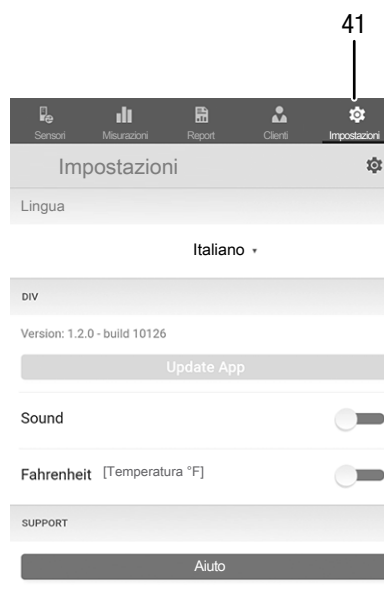 41
Sensori Misurazioni Report Clienti Impostazioni
Impostazioni
Lingua
Italiano
DIV
Version: 1.2.0 - build 10126
Update App
Sound
Fahrenheit [Temperatura °F]
SUPPORT
Aiuto